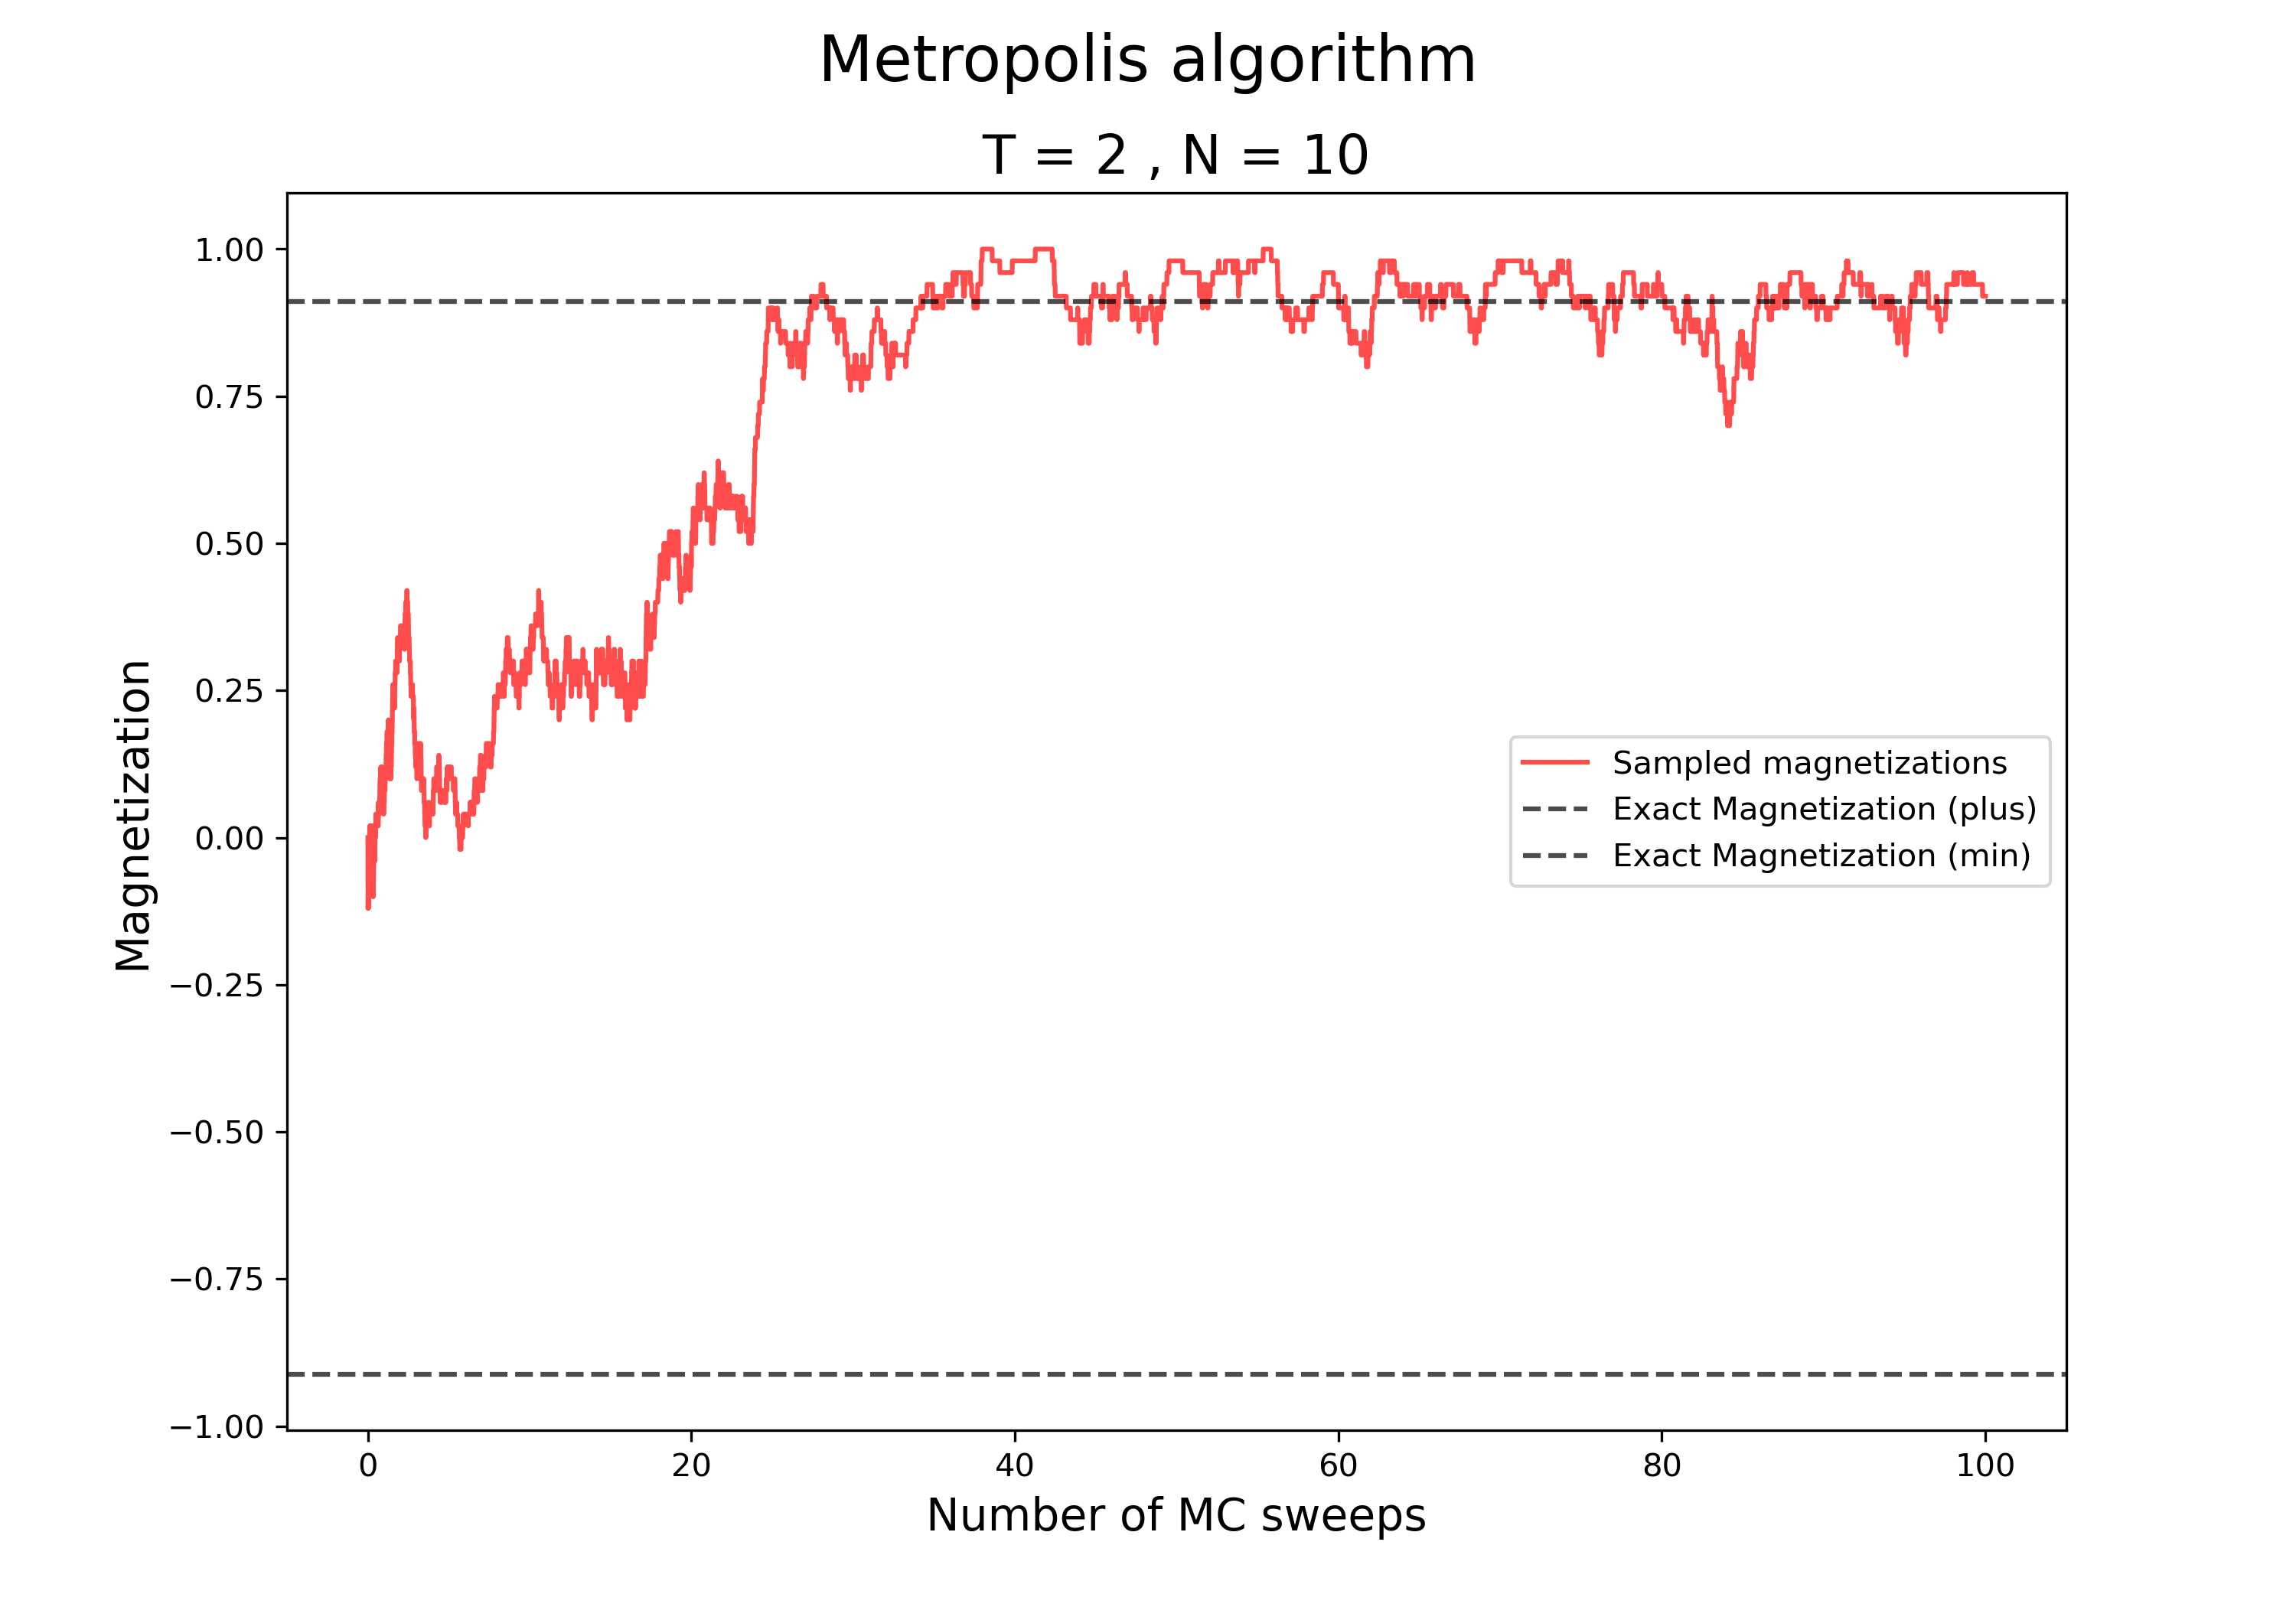 Metropolis algorithm
T = 2 , N = 10
1.00
0.75
0.50
0.25
0.00
−0.25
−0.50
−0.75
−1.00
Magnetization
Sampled magnetizations
Exact Magnetization (plus)
Exact Magnetization (min)
0 20 40 60 80 100
Number of MC sweeps